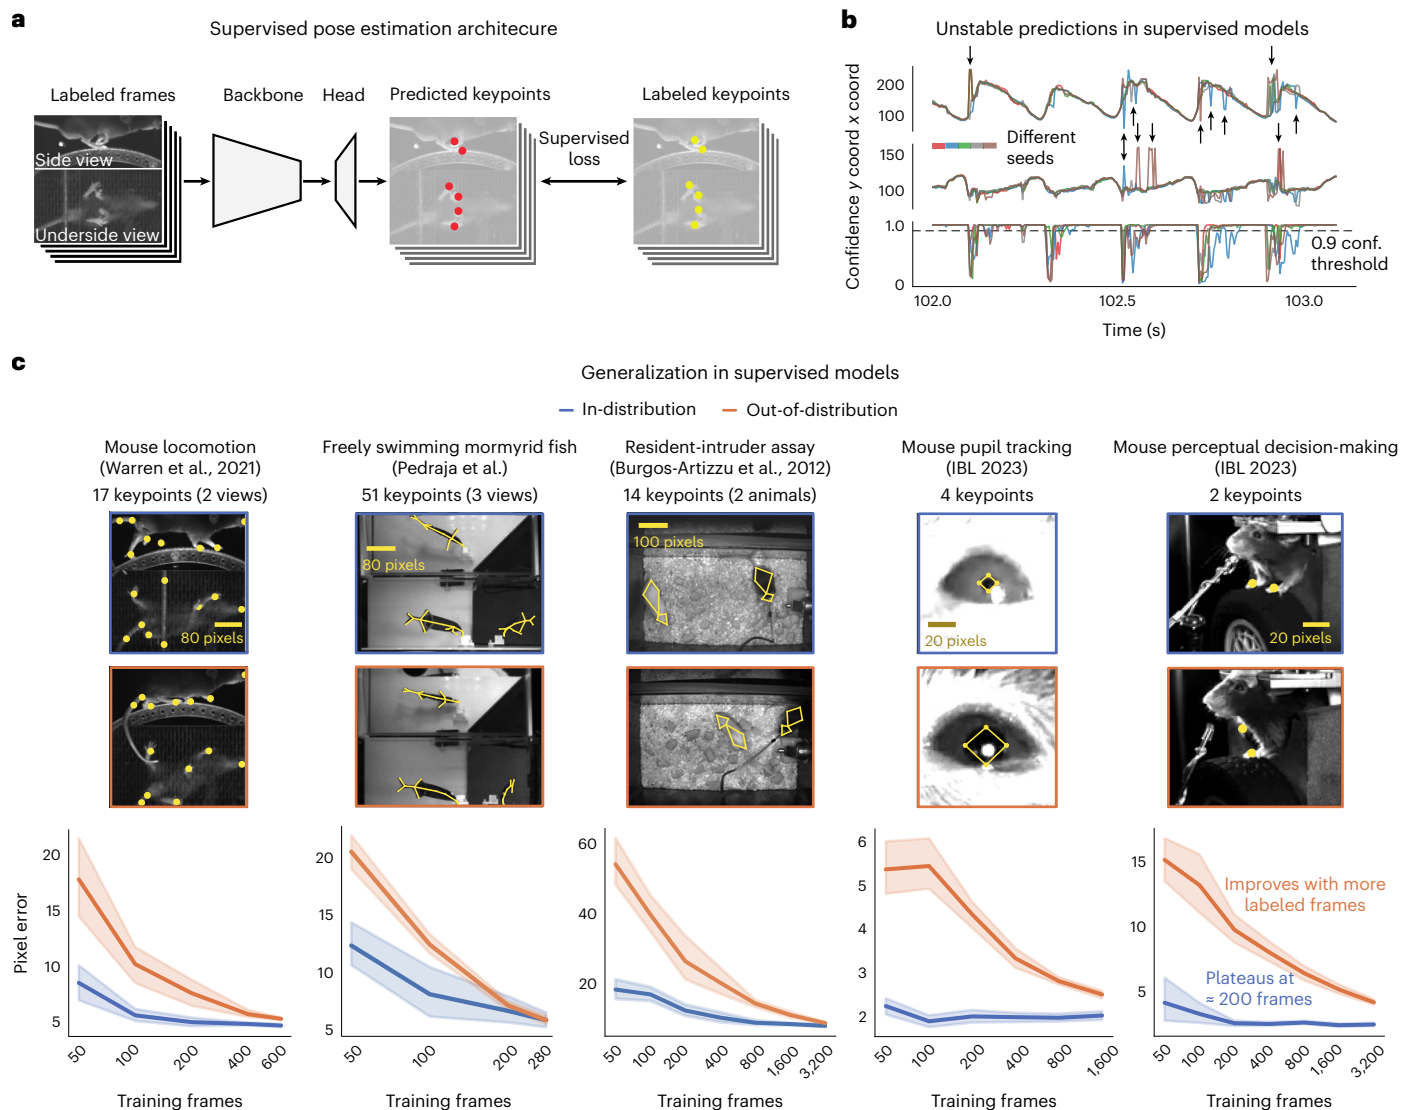 a
Supervised pose estimation architecure
Labeled frames
Backbone
Head
Predicted keypoints
Labeled keypoints
Side view
Underside view
Supervised
loss
b
Unstable predictions in supervised models
x coord
200
100
Different
seeds
y coord
150
100
Confidence
1.0
0
0.9 conf.
threshold
102.0
102.5
103.0
Time (s)
c
Generalization in supervised models
In-distribution
Out-of-distribution
Mouse locomotion
(Warren et al., 2021)
17 keypoints (2 views)
80 pixels
Freely swimming mormyrid fish
(Pedraja et al.)
51 keypoints (3 views)
80 pixels
Resident-intruder assay
(Burgos-Artizzu et al., 2012)
14 keypoints (2 animals)
100 pixels
Mouse pupil tracking
(IBL 2023)
4 keypoints
20 pixels
Mouse perceptual decision-making
(IBL 2023)
2 keypoints
20 pixels
Pixel error
20
15
10
5
50
100
200
400
600
Training frames
20
15
10
5
50
100
200
280
Training frames
60
40
20
50
100
200
400
800
1,600
3,200
Training frames
6
5
4
3
2
50
100
200
400
800
1,600
Training frames
15
10
5
Improves with more
labeled frames
Plateaus at
≈ 200 frames
50
100
200
400
800
1,600
3,200
Training frames